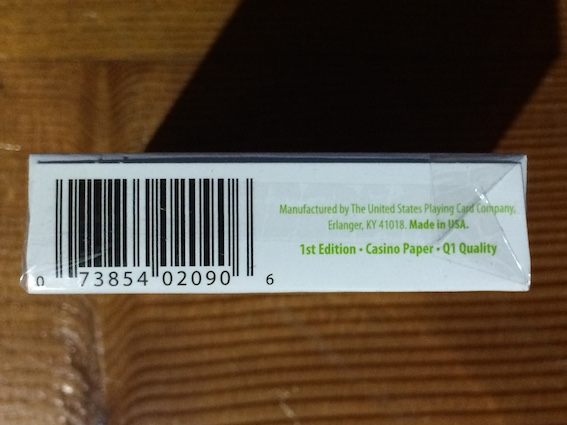 Manufactured by The United States Playing Card Company,
Erlanger, KY 41018. Made in USA.
1st Edition • Casino Paper • Q1 Quality
0 73854 02090 6